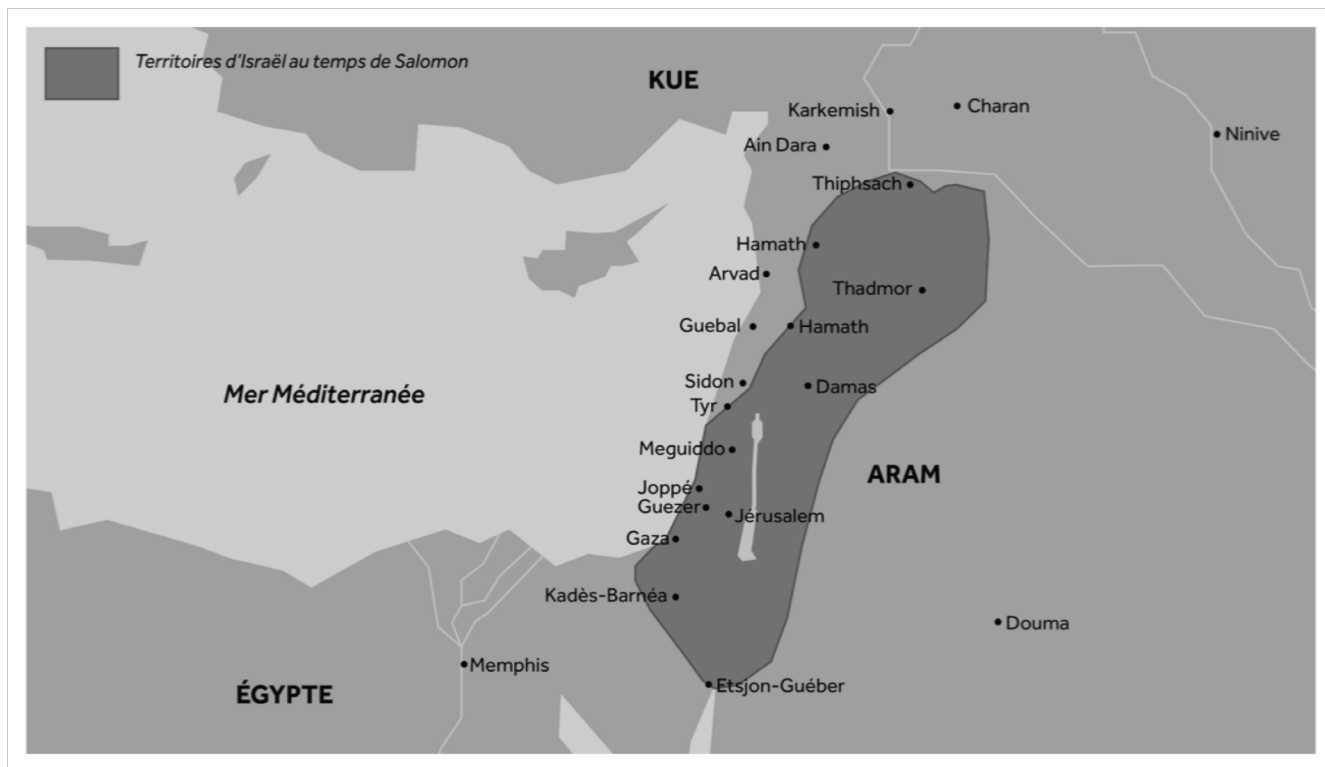 Territoires d'Israël au temps de Salomon
KUE
Karkemish
Charan
Ninive
Ain Dara
Thiphsach
Hamath
Arvad
Thadmor
Guebal
Hamath
Sidon
Damas
Mer Méditerranée
Tyr
Meguiddo
ARAM
Joppé
Guezer
Jérusalem
Gaza
Kadès-Barnéa
Douma
Memphis
Etsjon-Guéber
ÉGYPTE